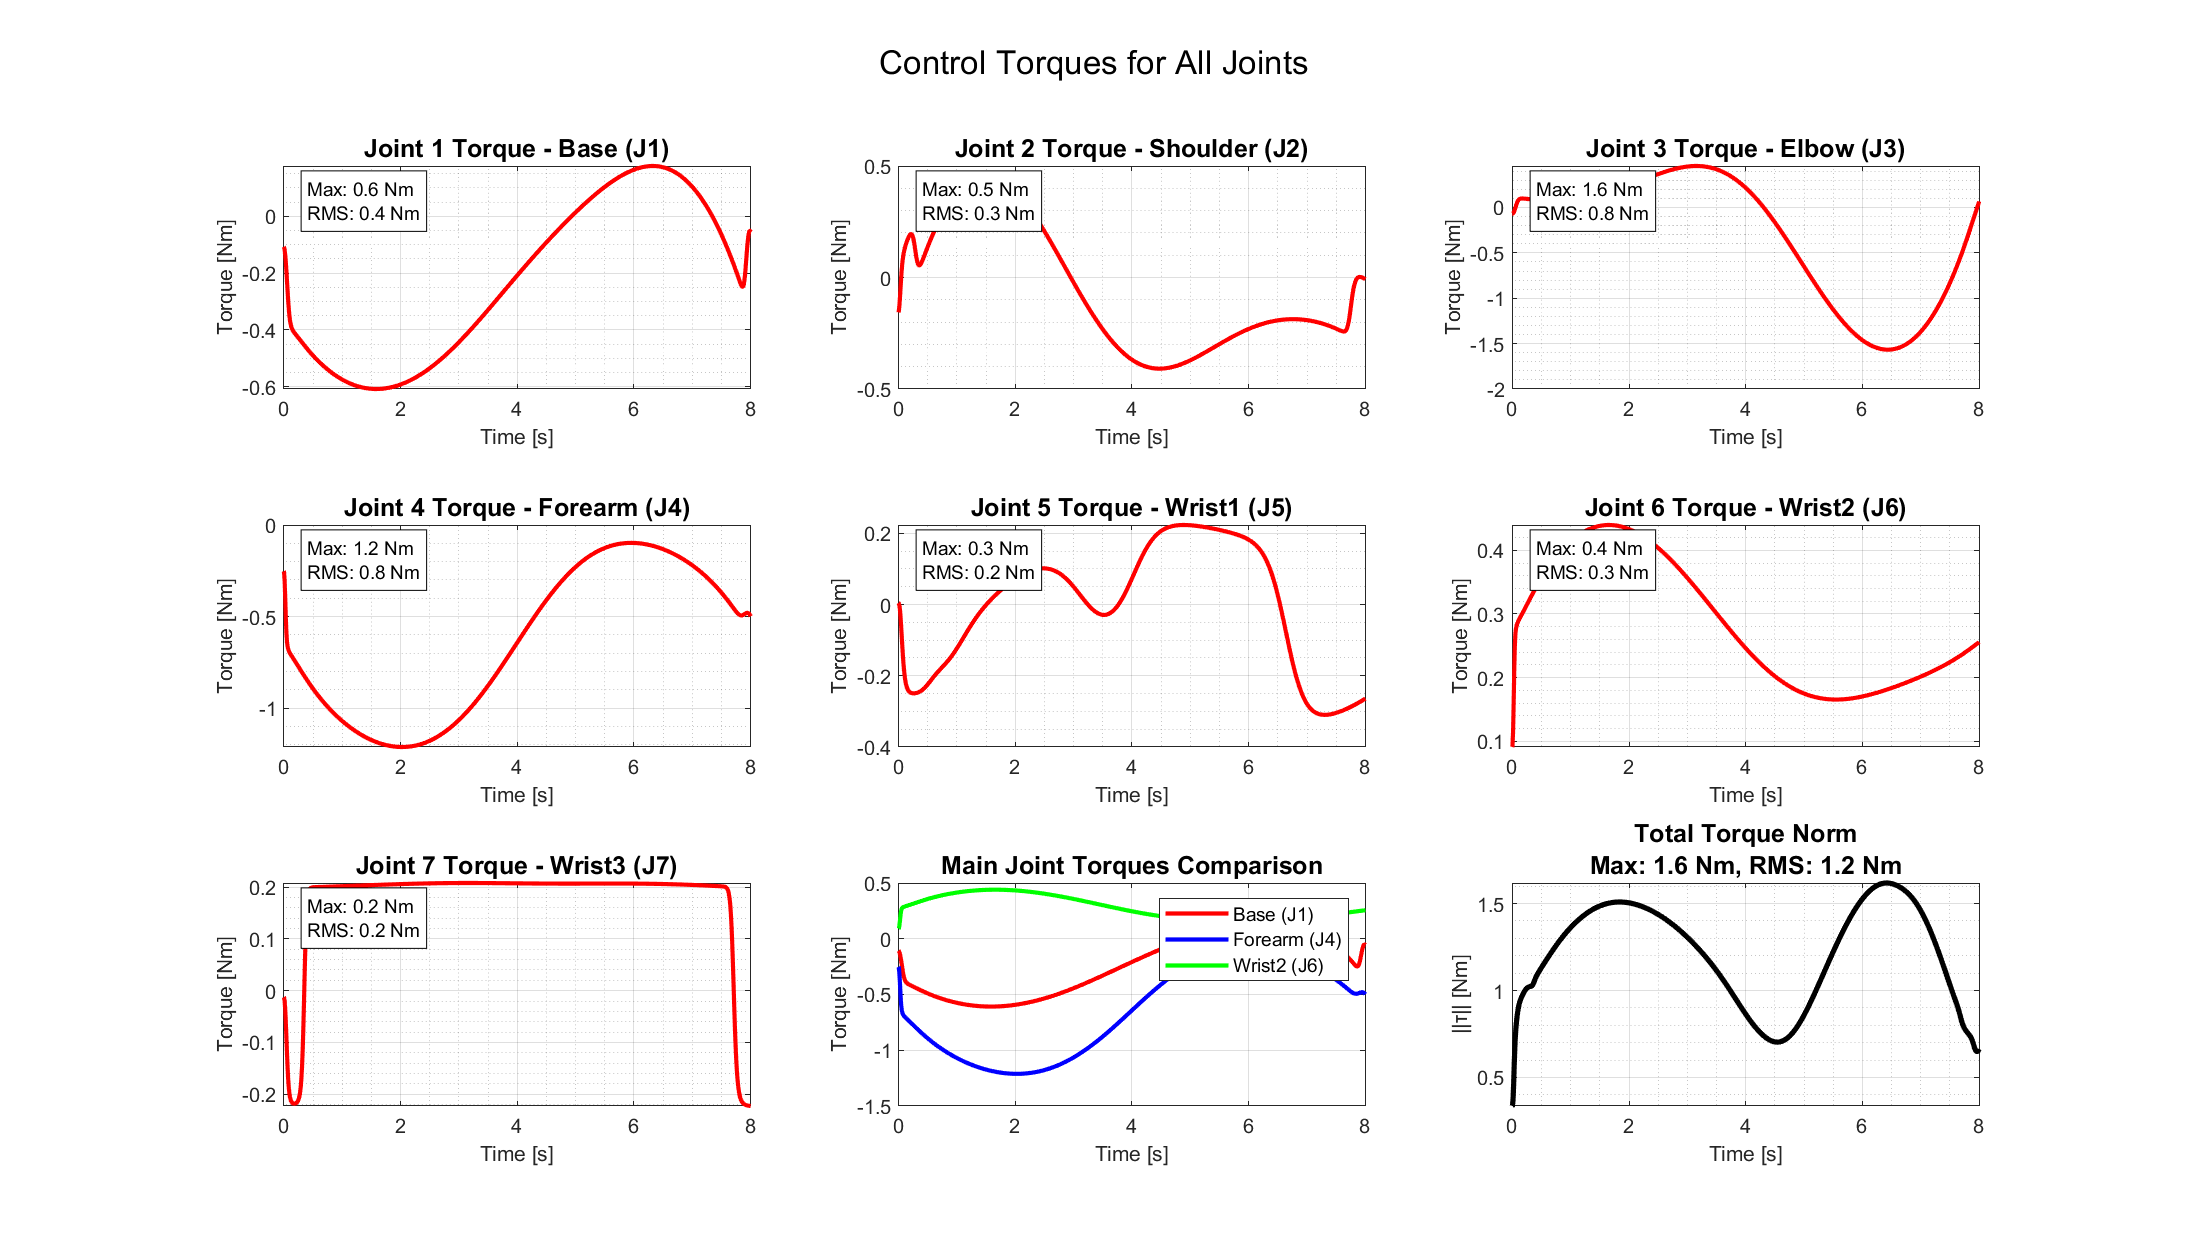 Control Torques for All Joints
Joint 1 Torque - Base (J1)
Max: 0.6 Nm
RMS: 0.4 Nm
Torque [Nm]
0
-0.2
-0.4
-0.6
0 2 4 6 8
Time [s]
Joint 2 Torque - Shoulder (J2)
Max: 0.5 Nm
RMS: 0.3 Nm
Torque [Nm]
0.5
0
-0.5
0 2 4 6 8
Time [s]
Joint 3 Torque - Elbow (J3)
Max: 1.6 Nm
RMS: 0.8 Nm
Torque [Nm]
0
-0.5
-1
-1.5
-2
0 2 4 6 8
Time [s]
Joint 4 Torque - Forearm (J4)
Max: 1.2 Nm
RMS: 0.8 Nm
Torque [Nm]
0
-0.5
-1
0 2 4 6 8
Time [s]
Joint 5 Torque - Wrist1 (J5)
Max: 0.3 Nm
RMS: 0.2 Nm
Torque [Nm]
0.2
0
-0.2
-0.4
0 2 4 6 8
Time [s]
Joint 6 Torque - Wrist2 (J6)
Max: 0.4 Nm
RMS: 0.3 Nm
Torque [Nm]
0.4
0.3
0.2
0.1
0 2 4 6 8
Time [s]
Joint 7 Torque - Wrist3 (J7)
Max: 0.2 Nm
RMS: 0.2 Nm
Torque [Nm]
0.2
0.1
0
-0.1
-0.2
0 2 4 6 8
Time [s]
Main Joint Torques Comparison
Base (J1)
Forearm (J4)
Wrist2 (J6)
Torque [Nm]
0.5
0
-0.5
-1
-1.5
0 2 4 6 8
Time [s]
Total Torque Norm
Max: 1.6 Nm, RMS: 1.2 Nm
||τ|| [Nm]
1.5
1
0.5
0 2 4 6 8
Time [s]